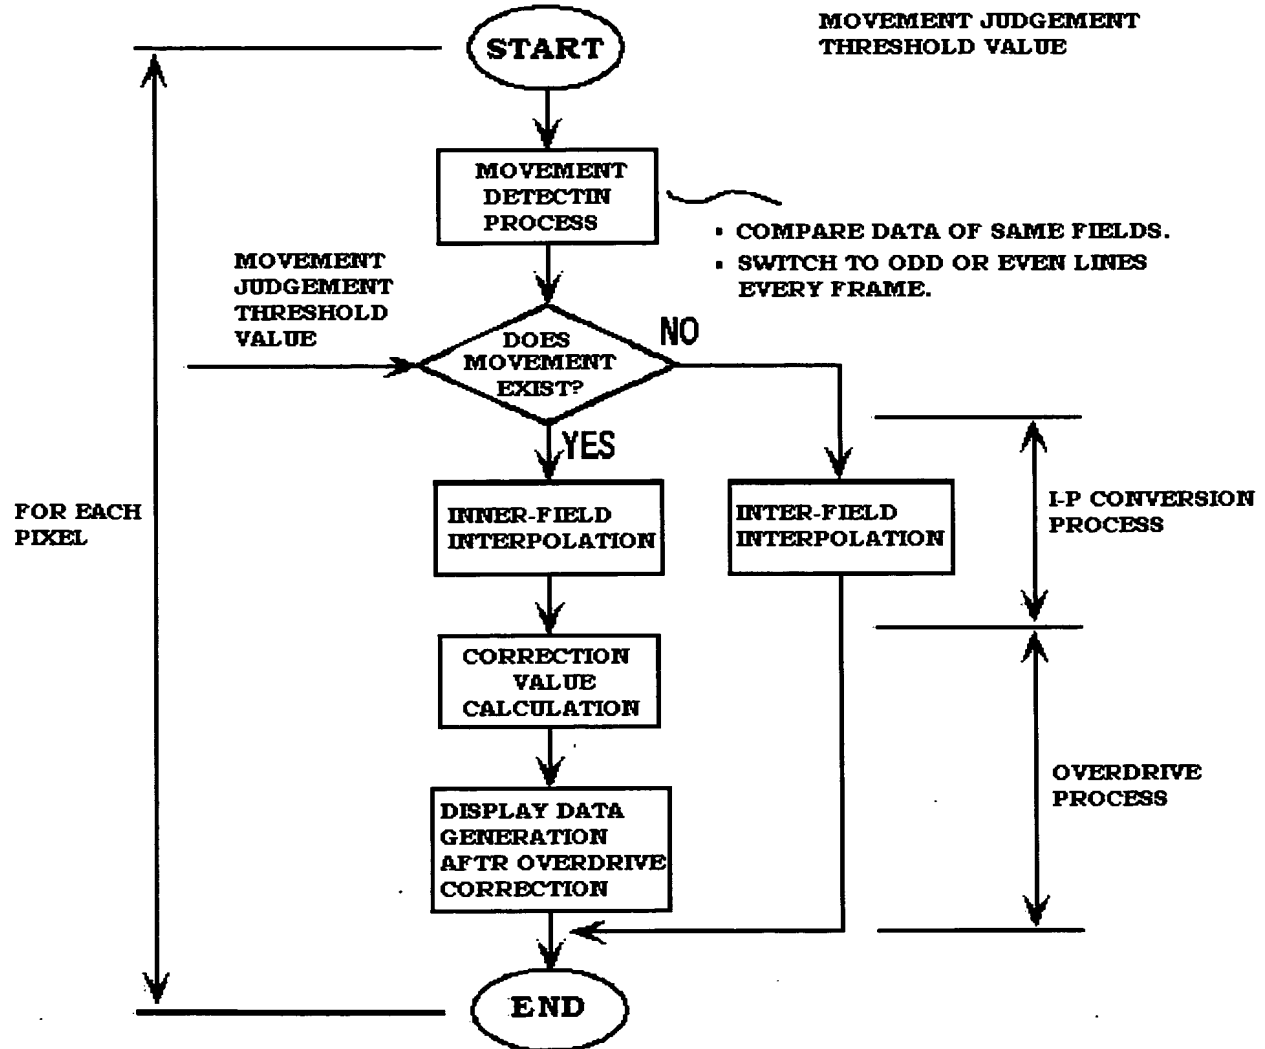 START
MOVEMENT JUDGEMENT
THRESHOLD VALUE
MOVEMENT
DETECTIN
PROCESS
▪ COMPARE DATA OF SAME FIELDS.
▪ SWITCH TO ODD OR EVEN LINES
EVERY FRAME.
MOVEMENT
JUDGEMENT
THRESHOLD
VALUE
DOES
MOVEMENT
EXIST?
NO
YES
FOR EACH
PIXEL
INNER-FIELD
INTERPOLATION
INTER-FIELD
INTERPOLATION
I-P CONVERSION
PROCESS
CORRECTION
VALUE
CALCULATION
OVERDRIVE
PROCESS
DISPLAY DATA
GENERATION
AFTR OVERDRIVE
CORRECTION
END